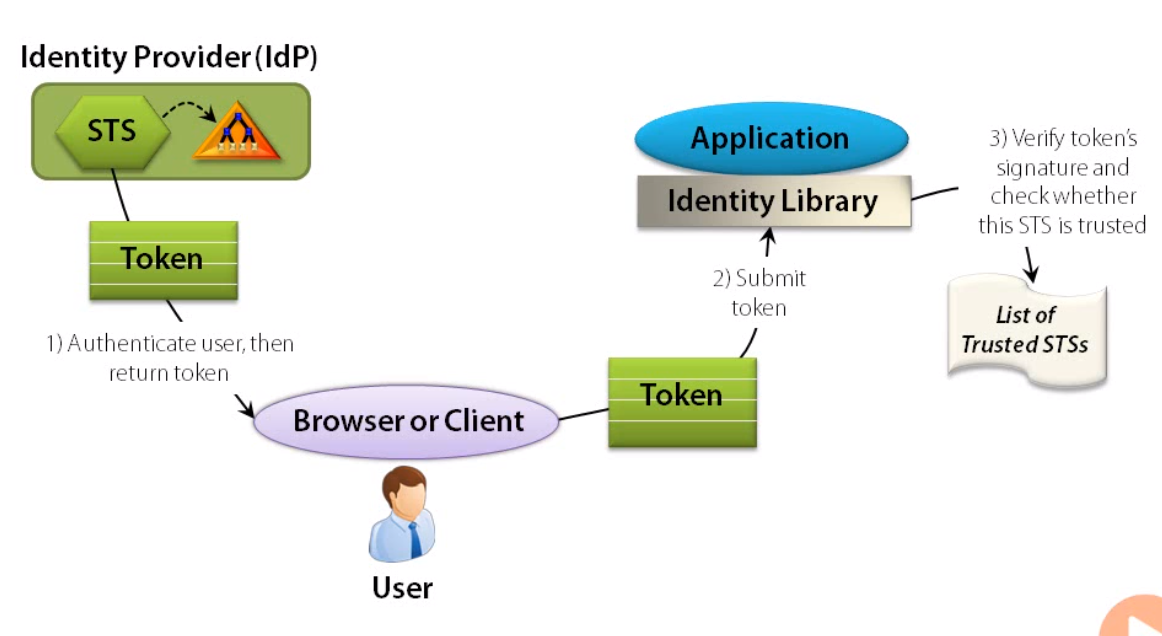 Identity Provider (IdP)
STS
Token
1) Authenticate user, then
return token
Browser or Client
User
Token
2) Submit
token
Application
Identity Library
3) Verify token's
signature and
check whether
this STS is trusted
List of
Trusted STSs